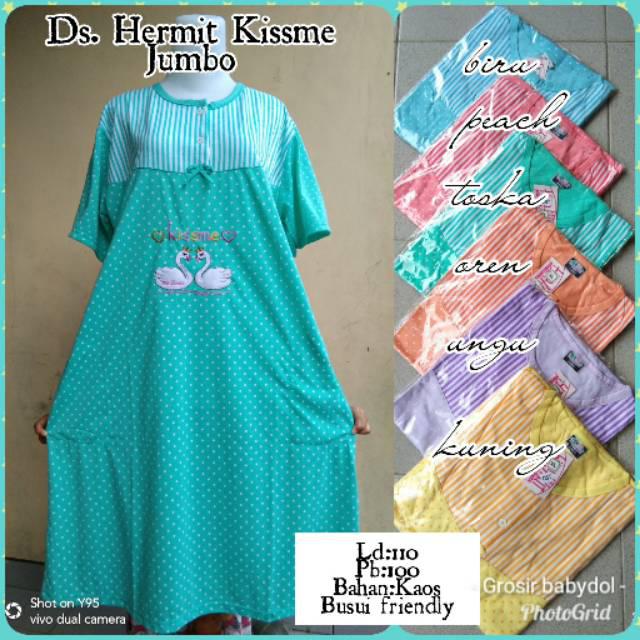 Ds. Hermit Kissme
Jumbo
biru
peach
toska
oren
ungu
kuning
kissme
Ld:110
Pb:100
Bahan:Kaos
Busui friendly
Shot on Y95
vivo dual camera
Grosir babydol -
PhotoGrid